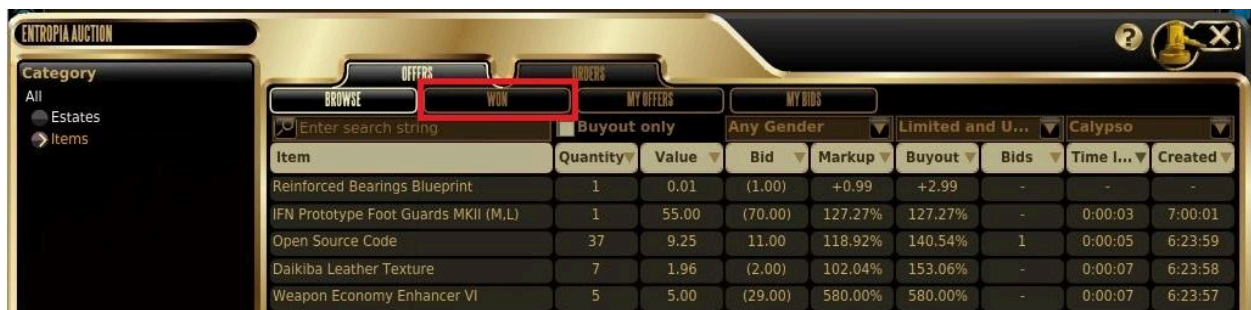 ENTROPIA AUCTION
?
X
Category
All
Estates
Items
OFFERS ORDERS
BROWSE WON MY OFFERS MY BIDS
Enter search string Buyout only Any Gender Limited and U... Calypso
Item Quantity Value Bid Markup Buyout Bids Time l... Created
Reinforced Bearings Blueprint 1 0.01 (1.00) +0.99 +2.99 - - -
IFN Prototype Foot Guards MKII (M,L) 1 55.00 (70.00) 127.27% 127.27% - 0:00:03 7:00:01
Open Source Code 37 9.25 11.00 118.92% 140.54% 1 0:00:05 6:23:59
Daikiba Leather Texture 7 1.96 (2.00) 102.04% 153.06% - 0:00:07 6:23:58
Weapon Economy Enhancer VI 5 5.00 (29.00) 580.00% 580.00% - 0:00:07 6:23:57